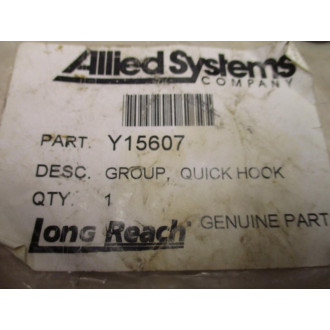 Allied Systems
COMPANY
PART. Y15607
DESC. GROUP, QUICK HOOK
QTY. 1
Long Reach® GENUINE PART